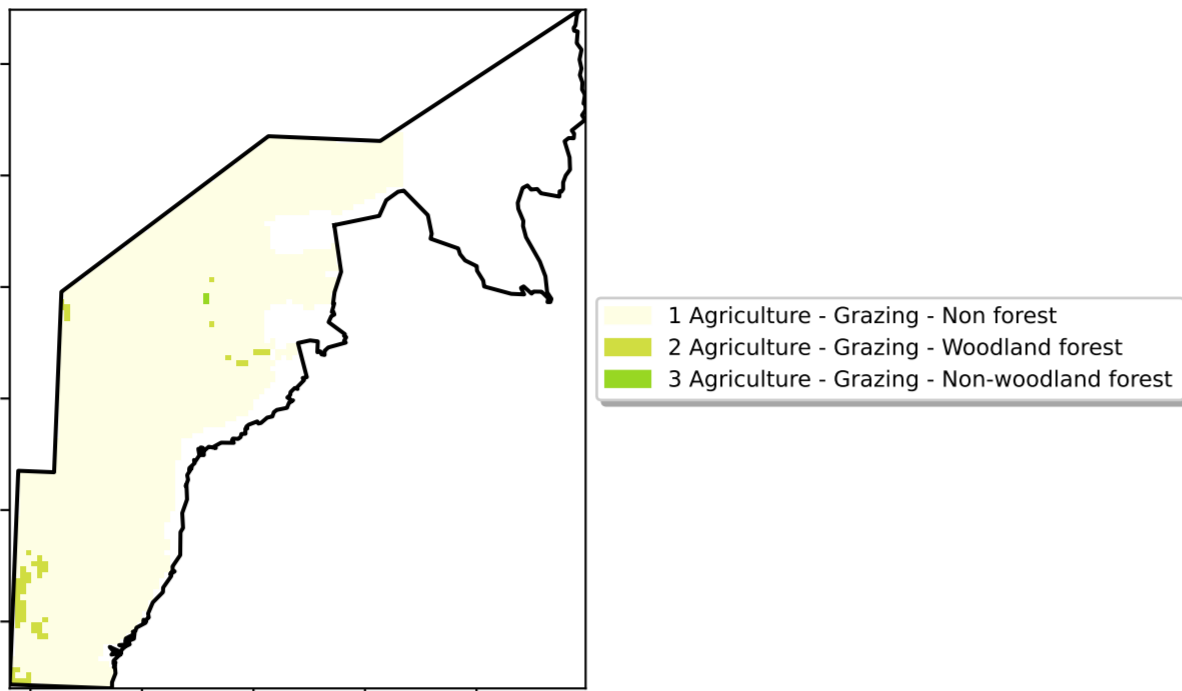 1 Agriculture - Grazing - Non forest
2 Agriculture - Grazing - Woodland forest
3 Agriculture - Grazing - Non-woodland forest